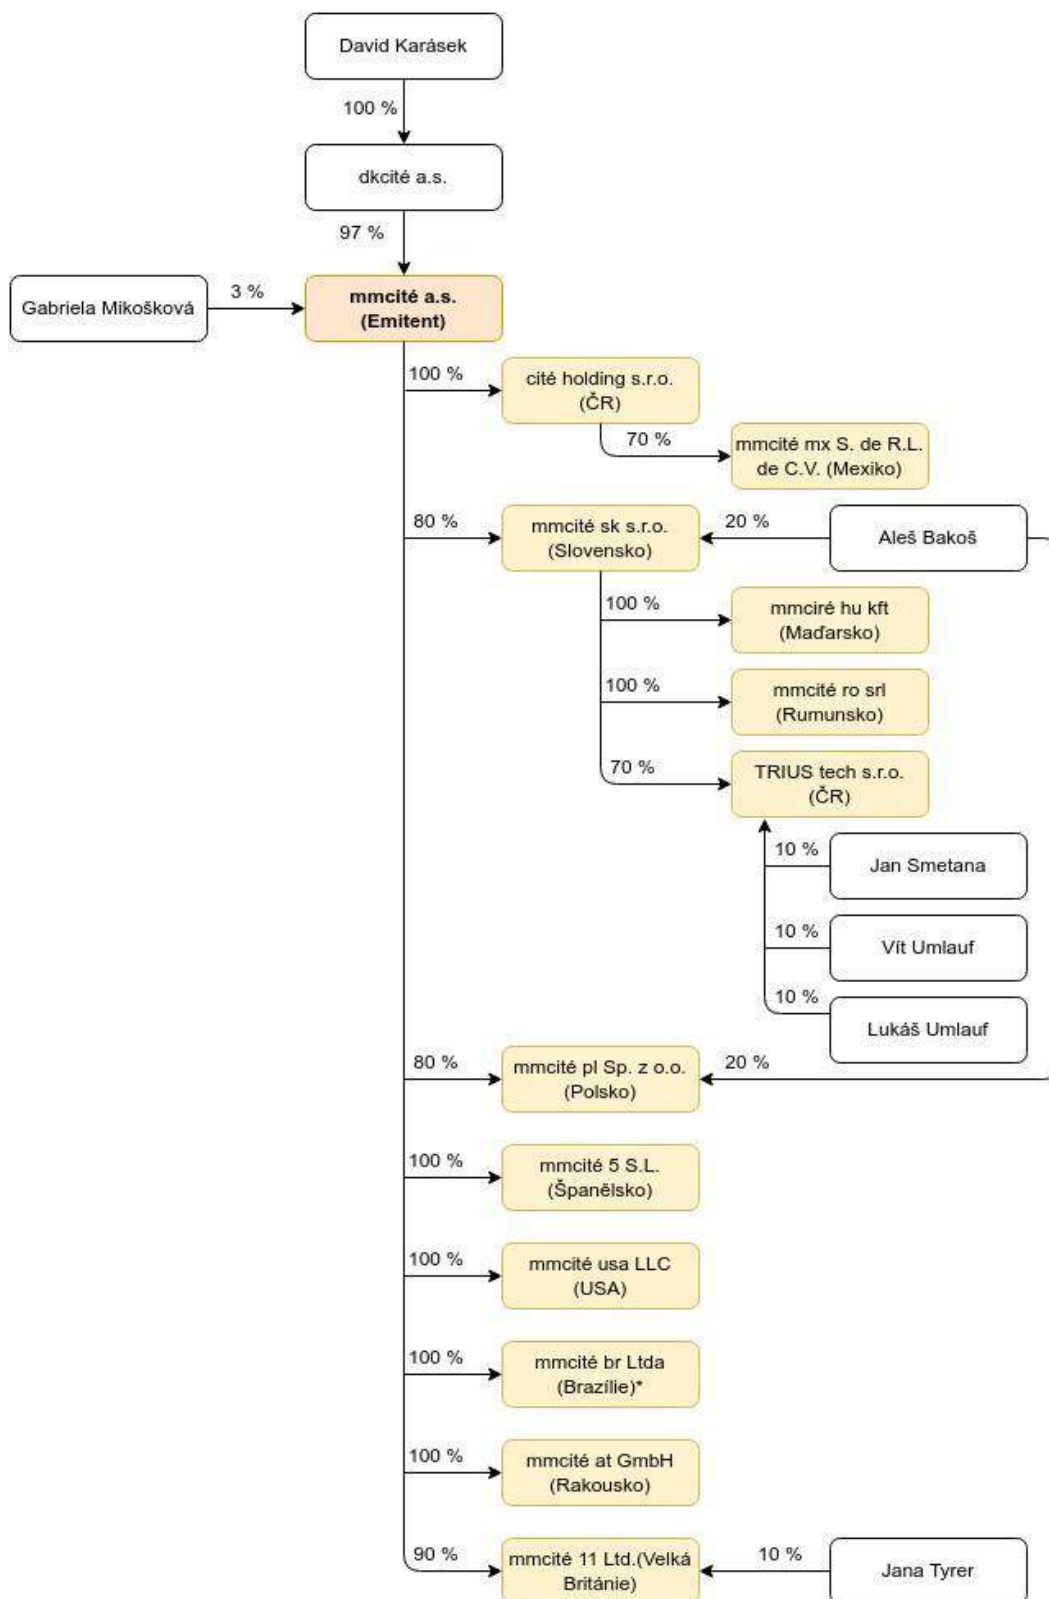 David Karásek
100 %
dkcité a.s.
97 %
Gabriela Mikošková
3 %
mmcité a.s.
(Emitent)
100 %
cité holding s.r.o.
(ČR)
70 %
mmcité mx S. de R.L.
de C.V. (Mexiko)
80 %
mmcité sk s.r.o.
(Slovensko)
20 %
Aleš Bakoš
100 %
mmciré hu kft
(Maďarsko)
100 %
mmcité ro srl
(Rumunsko)
70 %
TRIUS tech s.r.o.
(ČR)
10 %
Jan Smetana
10 %
Vít Umlauf
10 %
Lukáš Umlauf
80 %
mmcité pl Sp. z o.o.
(Polsko)
20 %
100 %
mmcité 5 S.L.
(Španělsko)
100 %
mmcité usa LLC
(USA)
100 %
mmcité br Ltda
(Brazílie)*
100 %
mmcité at GmbH
(Rakousko)
90 %
mmcité 11 Ltd.(Velká
Británie)
10 %
Jana Tyrer